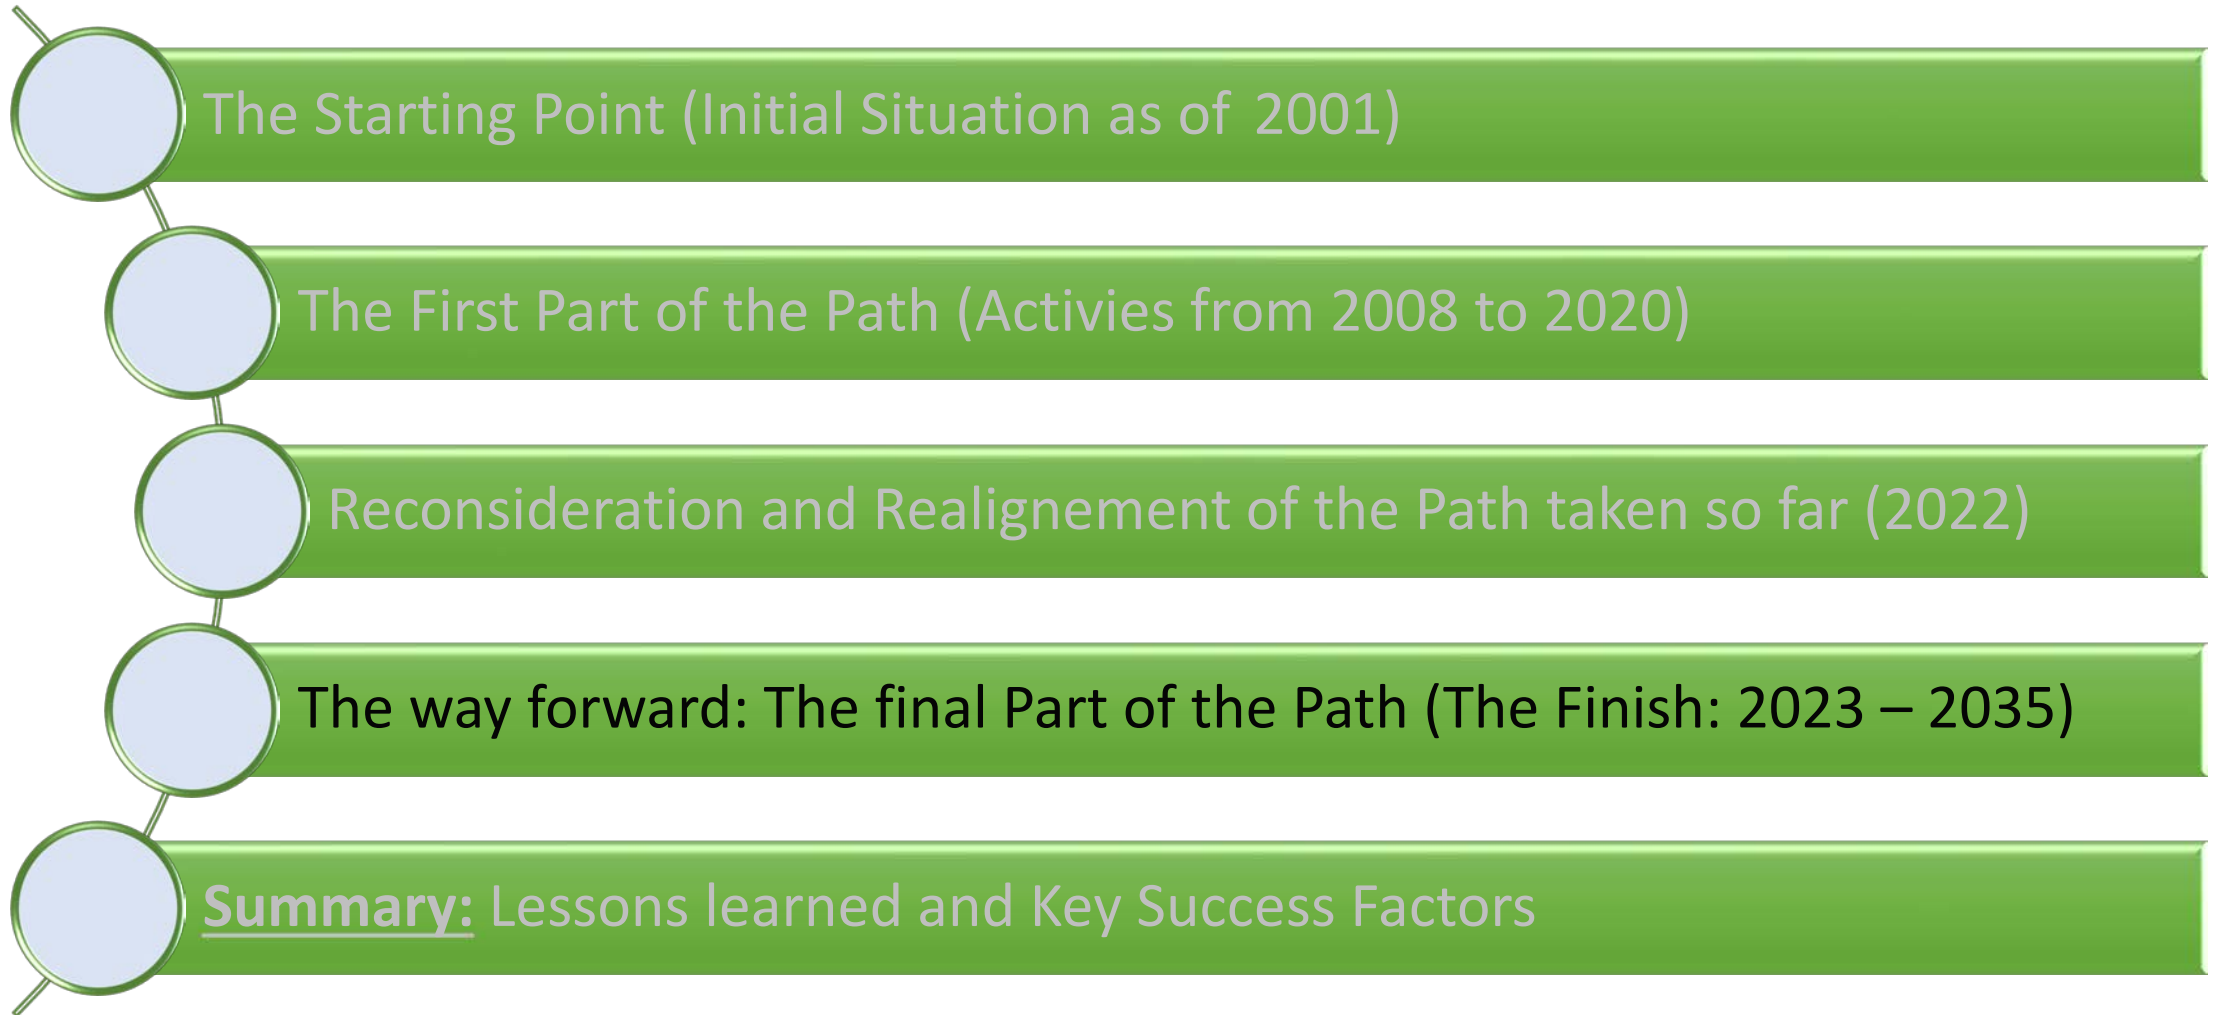 The Starting Point (Initial Situation as of 2001)
The First Part of the Path (Activies from 2008 to 2020)
Reconsideration and Realignement of the Path taken so far (2022)
The way forward: The final Part of the Path (The Finish: 2023 – 2035)
Summary: Lessons learned and Key Success Factors